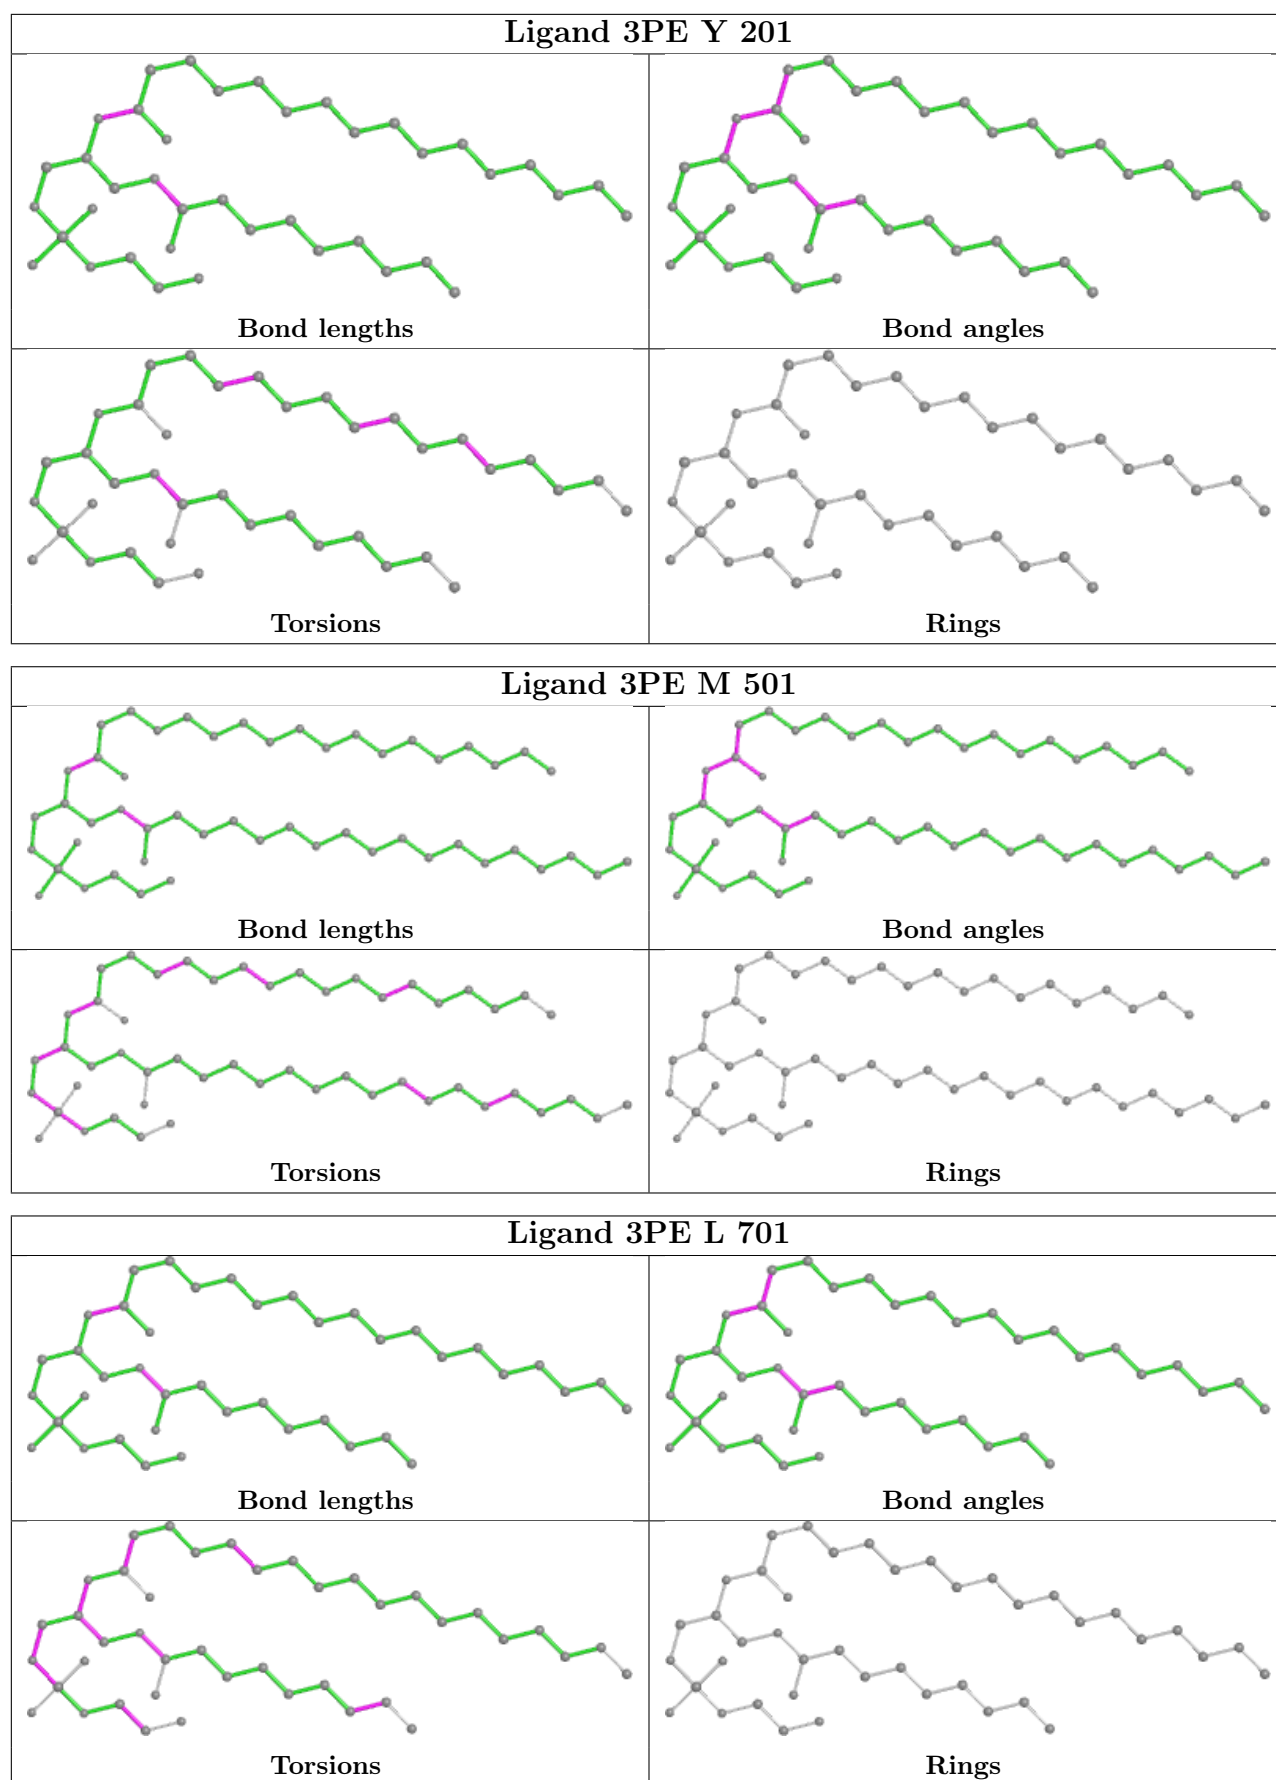 Ligand 3PE Y 201
Bond lengths
Bond angles
Torsions
Rings
Ligand 3PE M 501
Bond lengths
Bond angles
Torsions
Rings
Ligand 3PE L 701
Bond lengths
Bond angles
Torsions
Rings